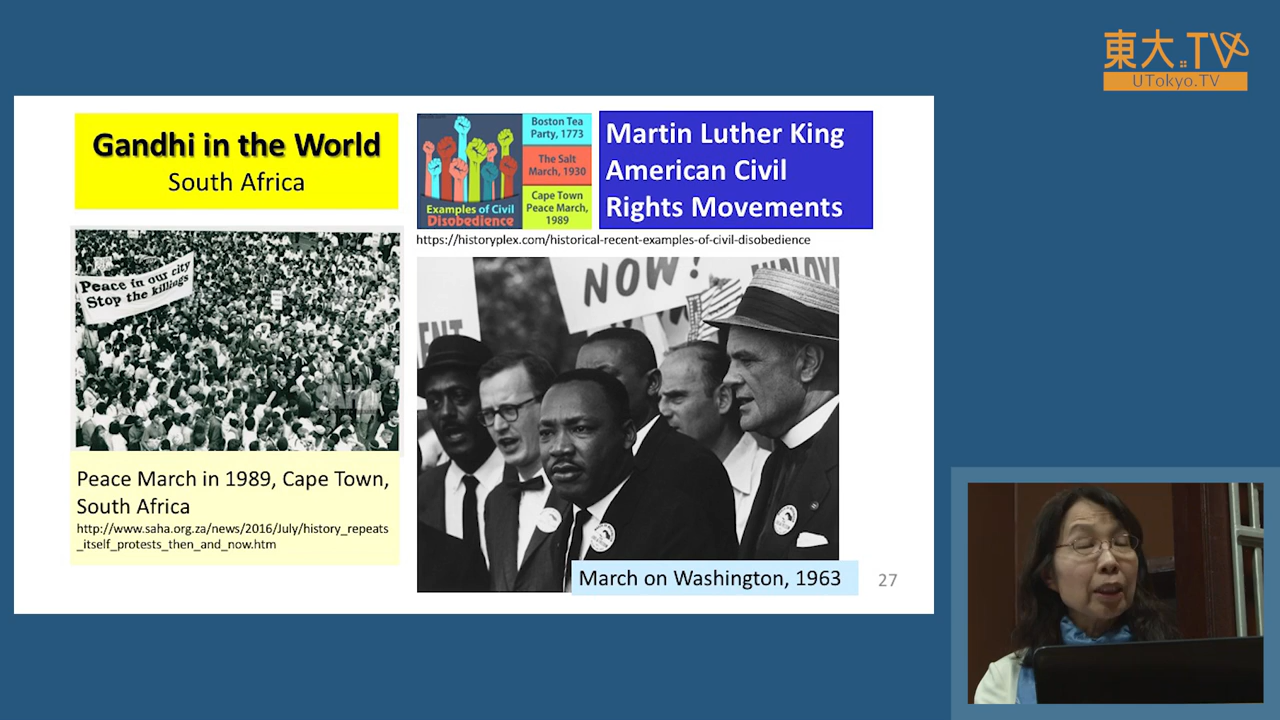 東大.TV
UTokyo.TV
Gandhi in the World
South Africa
Peace in our city
Stop the killings
Peace March in 1989, Cape Town,
South Africa
http://www.saha.org.za/news/2016/July/history_repeats
_itself_protests_then_and_now.htm
Examples of Civil
Disobedience
Boston Tea
Party, 1773
The Salt
March, 1930
Cape Town
Peace March,
1989
Martin Luther King
American Civil
Rights Movements
https://historyplex.com/historical-recent-examples-of-civil-disobedience
NOW!
March on Washington, 1963
27